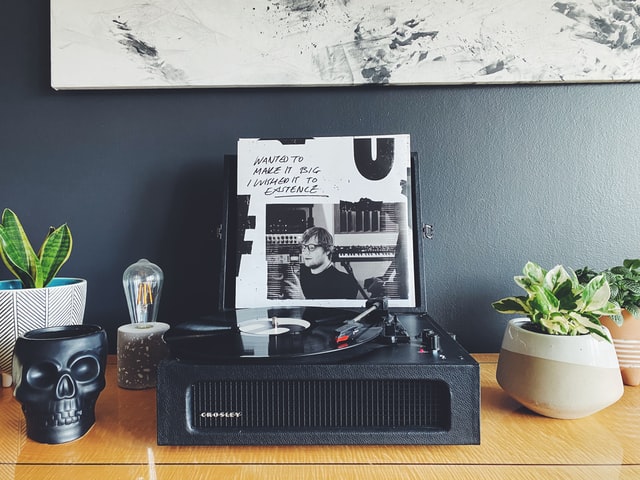 WANTED TO
MAKE IT BIG
I WISHED IT TO
EXISTENCE
U
CROSLEY